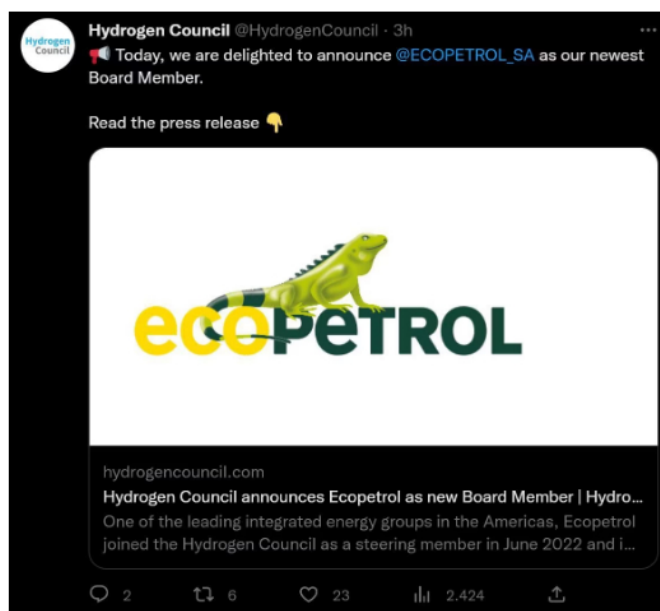 Hydrogen Council @HydrogenCouncil · 3h
📢 Today, we are delighted to announce @ECOPETROL_SA as our newest
Board Member.
Read the press release 👇
Hydrogen
Council
ecoPeTROL
hydrogencouncil.com
Hydrogen Council announces Ecopetrol as new Board Member | Hydro...
One of the leading integrated energy groups in the Americas, Ecopetrol
joined the Hydrogen Council as a steering member in June 2022 and i...
2 6 23 2.424